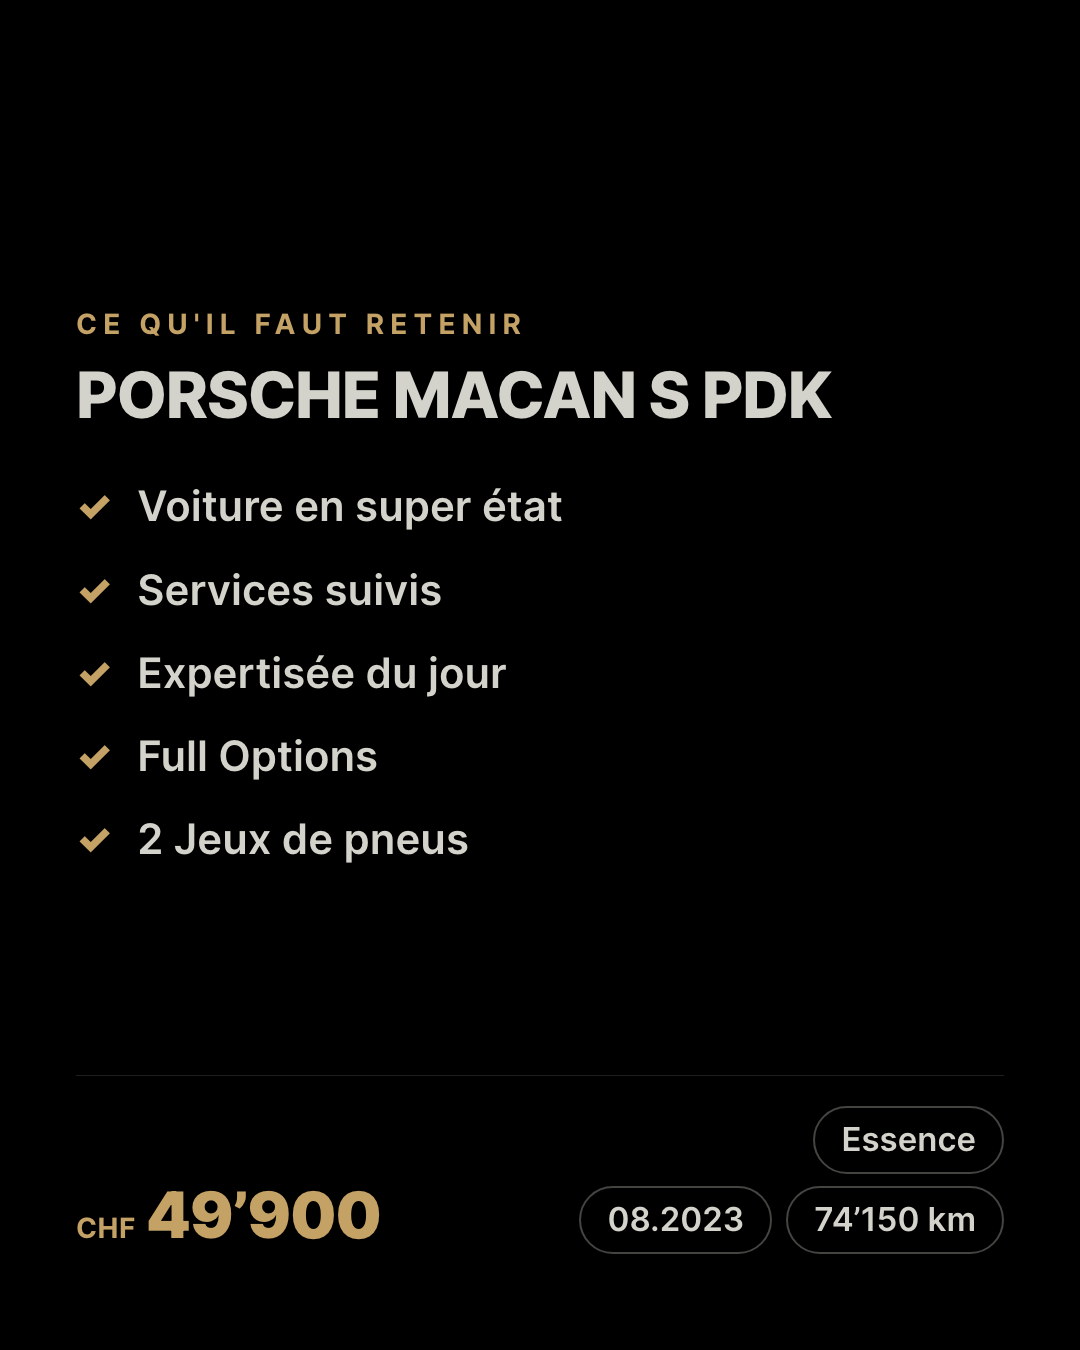 CE QU'IL FAUT RETENIR
PORSCHE MACAN S PDK
Voiture en super état
Services suivis
Expertisée du jour
Full Options
2 Jeux de pneus
Essence
CHF 49’900
08.2023
74’150 km